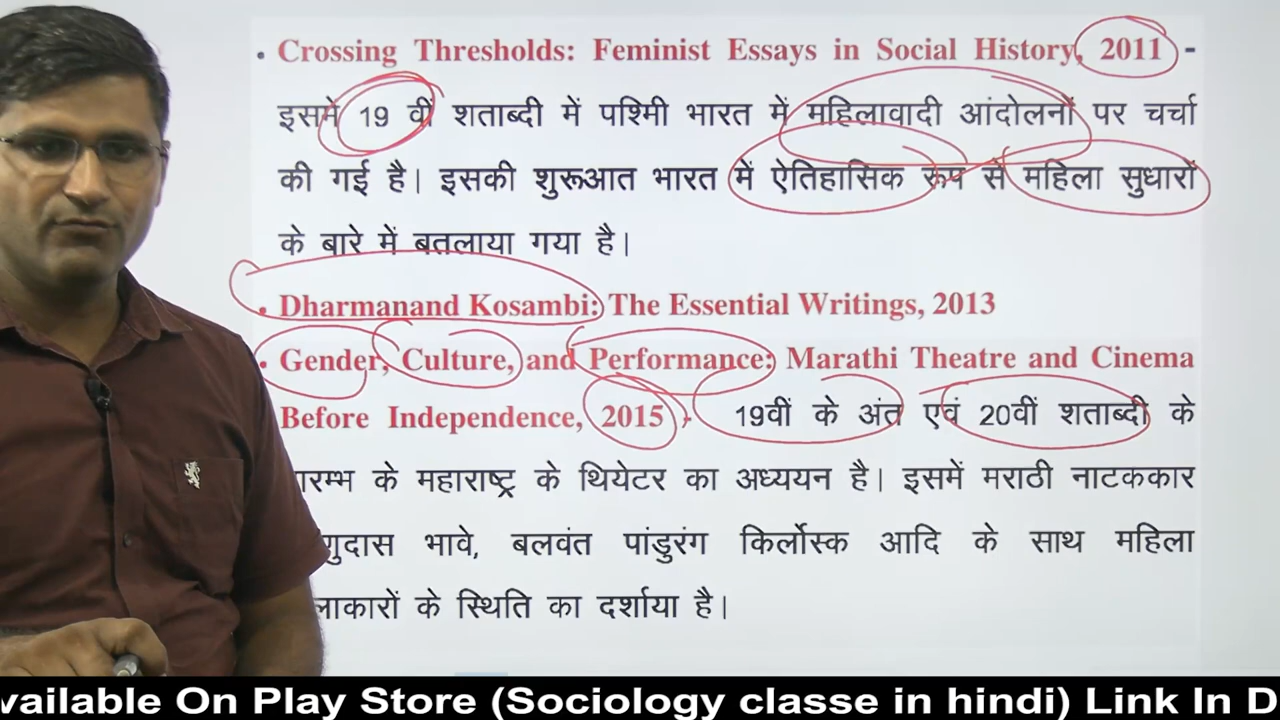 • Crossing Thresholds: Feminist Essays in Social History, 2011 -
इसमे 19 वीं शताब्दी में पश्मिी भारत में महिलावादी आंदोलनों पर चर्चा
की गई है। इसकी शुरूआत भारत में ऐतिहासिक रूप से महिला सुधारों
के बारे में बतलाया गया है।
• Dharmanand Kosambi: The Essential Writings, 2013
• Gender, Culture, and Performance: Marathi Theatre and Cinema
Before Independence, 2015 - 19वीं के अंत एवं 20वीं शताब्दी के
रम्भ के महाराष्ट्र के थियेटर का अध्ययन है। इसमें मराठी नाटककार
गुदास भावे, बलवंत पांडुरंग किर्लोस्क आदि के साथ महिला
लाकारों के स्थिति का दर्शाया है।
vailable On Play Store (Sociology classe in hindi) Link In D